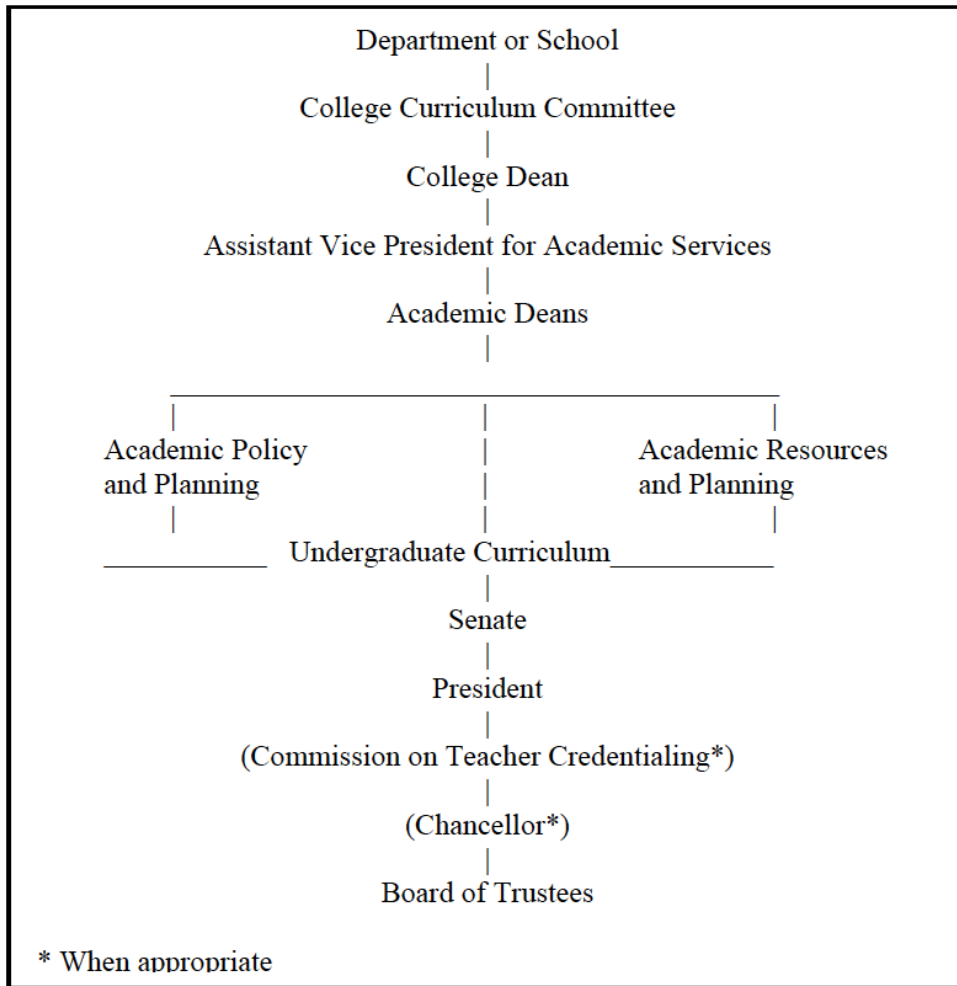 Department or School
College Curriculum Committee
College Dean
Assistant Vice President for Academic Services
Academic Deans
Academic Policy
and Planning
Academic Resources
and Planning
Undergraduate Curriculum
Senate
President
(Commission on Teacher Credentialing*)
(Chancellor*)
Board of Trustees
* When appropriate